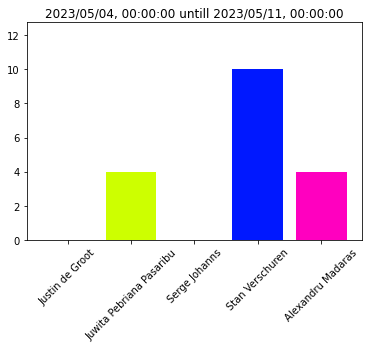 2023/05/04, 00:00:00 untill 2023/05/11, 00:00:00
12
10
8
6
4
2
0
Justin de Groot
Juwita Pebriana Pasaribu
Serge Johanns
Stan Verschuren
Alexandru Madaras